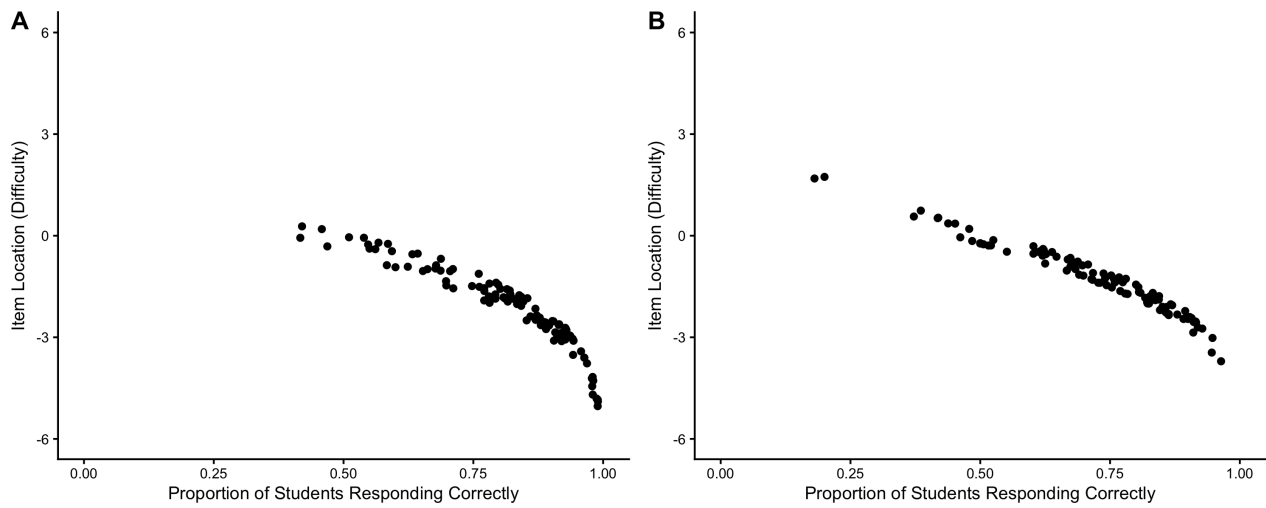 A
6
3
0
-3
-6
Item Location (Difficulty)
0.00 0.25 0.50 0.75 1.00
Proportion of Students Responding Correctly
B
6
3
0
-3
-6
Item Location (Difficulty)
0.00 0.25 0.50 0.75 1.00
Proportion of Students Responding Correctly